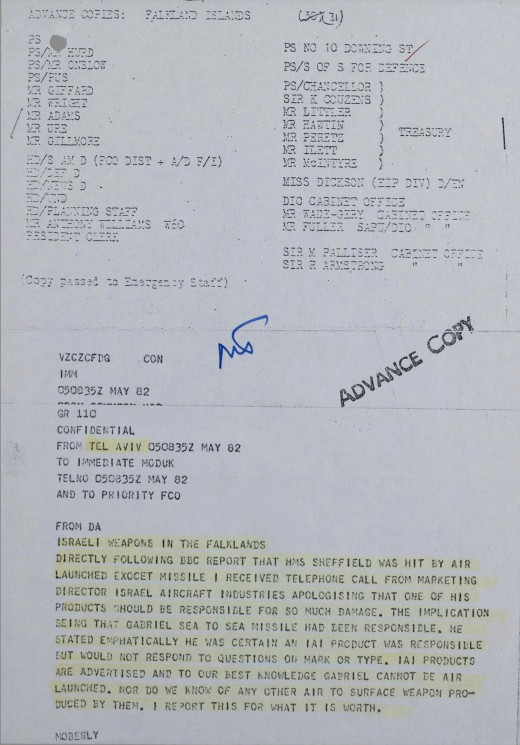 ADVANCE COPIES: FALKLAND ISLANDS (31)
PS
PS/MR HURD
PS/MR ONSLOW
PS/PUS
MR GIFFARD
MR WRIGHT
MR ADAMS
MR URE
MR GILLMORE
HD/S AM D (FCO DIST + A/D F/I)
HD/DEF D
HD/NEWS D
HD/UND
HD/PLANNING STAFF
MR ANTHONY WILLIAMS W60
RESIDENT CLERK
(Copy passed to Emergency Staff)
PS NO 10 DOWNING ST
PS/S OF S FOR DEFENCE
PS/CHANCELLOR )
SIR K COUZENS )
MR LITTLER )
MR HAWTIN )
MR PERETZ ) TREASURY
MR ILETT )
MR McINTYRE )
MISS DICKSON (EIP DIV) D/EN
DIO CABINET OFFICE
MR WADE-GERY CABINET OFFICE
MR FULLER SAPU/DIO " "
SIR M PALLISER CABINET OFFICE
SIR R ARMSTRONG " "
ADVANCE COPY
VZCZCFDG CON
IMM
050835Z MAY 82
GR 110
CONFIDENTIAL
FROM TEL AVIV 050835Z MAY 82
TO IMMEDIATE MODUK
TELNO 050835Z MAY 82
AND TO PRIORITY FCO
FROM DA
ISRAELI WEAPONS IN THE FALKLANDS
DIRECTLY FOLLOWING BBC REPORT THAT HMS SHEFFIELD WAS HIT BY AIR
LAUNCHED EXOCET MISSILE I RECEIVED TELEPHONE CALL FROM MARKETING
DIRECTOR ISRAEL AIRCRAFT INDUSTRIES APOLOGISING THAT ONE OF HIS
PRODUCTS SHOULD BE RESPONSIBLE FOR SO MUCH DAMAGE. THE IMPLICATION
BEING THAT GABRIEL SEA TO SEA MISSILE HAD BEEN RESPONSIBLE. HE
STATED EMPHATICALLY HE WAS CERTAIN AN IAI PRODUCT WAS RESPONSIBLE
BUT WOULD NOT RESPOND TO QUESTIONS ON MARK OR TYPE. IAI PRODUCTS
ARE ADVERTISED AND TO OUR BEST KNOWLEDGE GABRIEL CANNOT BE AIR
LAUNCHED. NOR DO WE KNOW OF ANY OTHER AIR TO SURFACE WEAPON PRO-
DUCED BY THEM. I REPORT THIS FOR WHAT IT IS WORTH.
MOBERLY